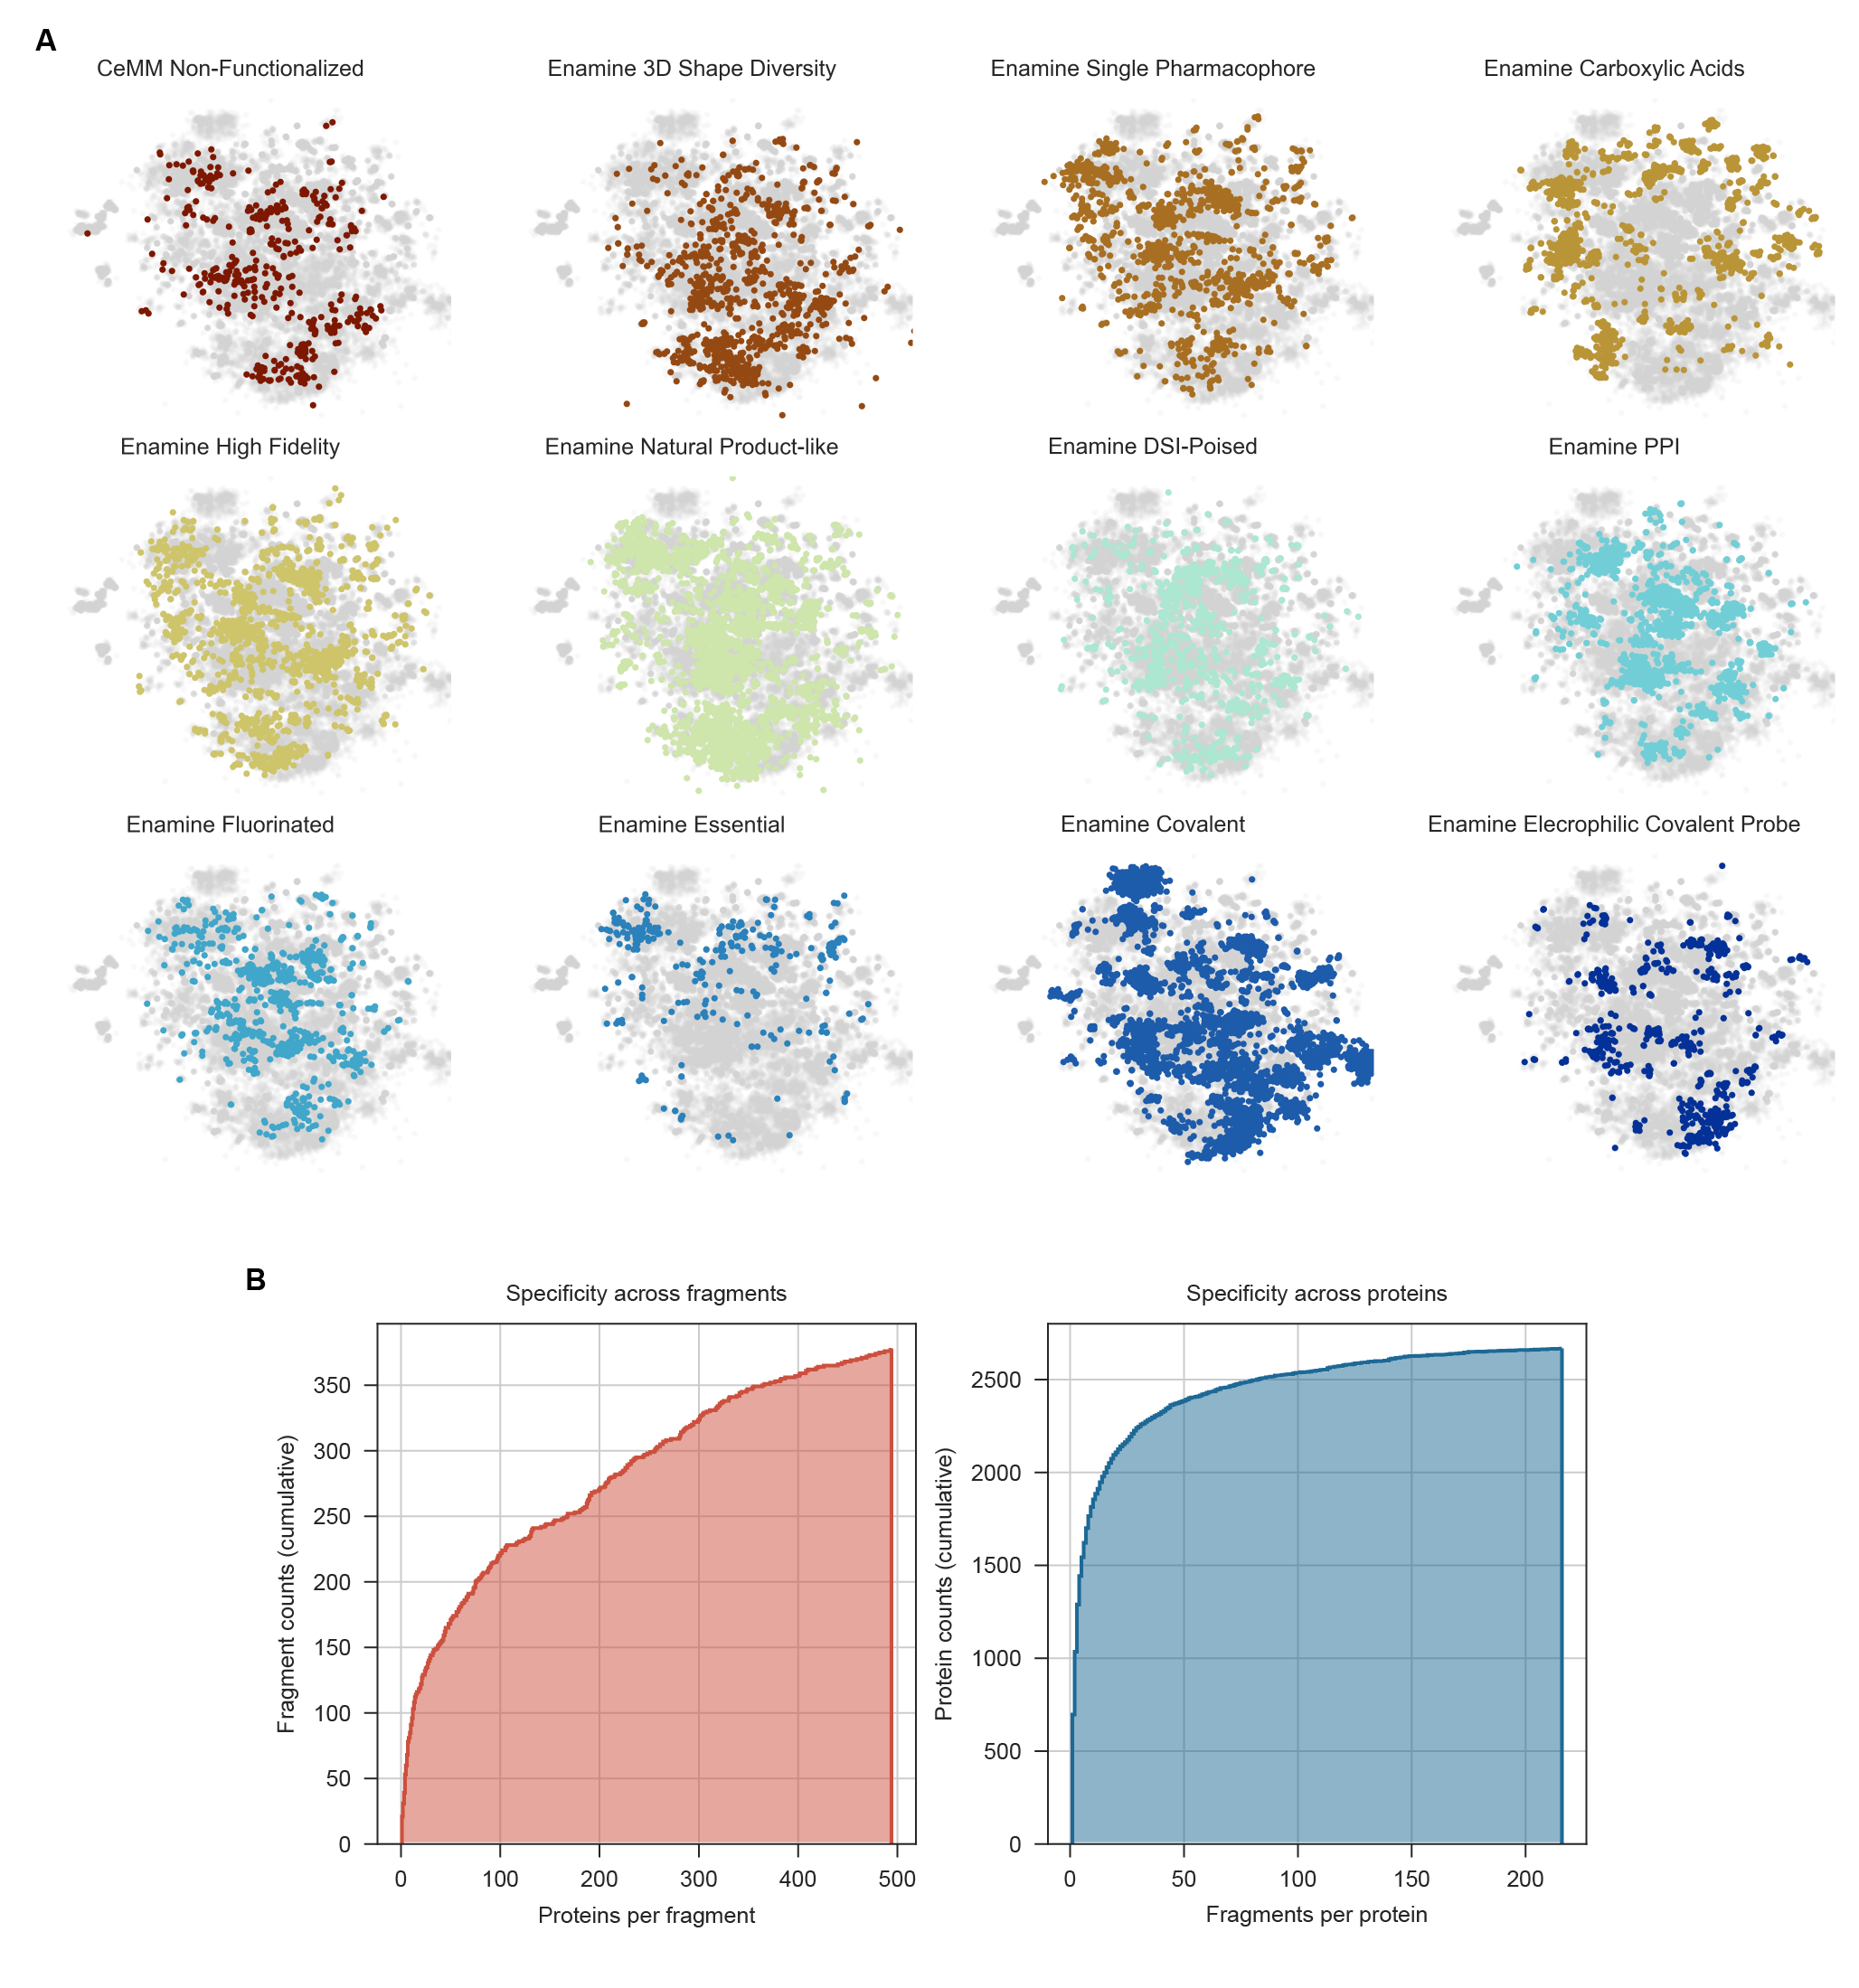 A
CeMM Non-Functionalized
Enamine 3D Shape Diversity
Enamine Single Pharmacophore
Enamine Carboxylic Acids
Enamine High Fidelity
Enamine Natural Product-like
Enamine DSI-Poised
Enamine PPI
Enamine Fluorinated
Enamine Essential
Enamine Covalent
Enamine Elecrophilic Covalent Probe
B
Specificity across fragments
Fragment counts (cumulative)
350
300
250
200
150
100
50
0
0 100 200 300 400 500
Proteins per fragment
Specificity across proteins
Protein counts (cumulative)
2500
2000
1500
1000
500
0
0 50 100 150 200
Fragments per protein